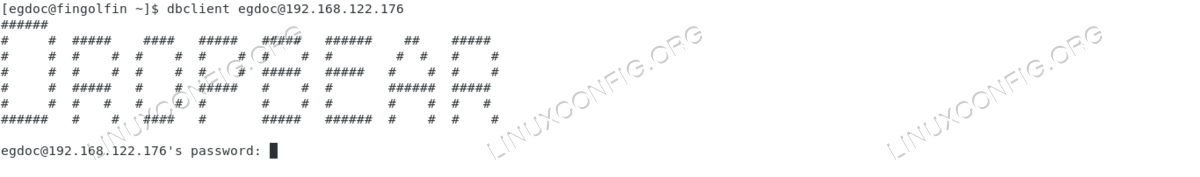 [egdoc@fingolfin ~]$ dbclient egdoc@192.168.122.176
######
#     #  #####    ####   #####   #####   ######    ##    #####
#     #  #    #  #    #  #    #  #    #  #        #  #   #    #
#     #  #    #  #    #  #    #  #####   #####   #    #  #    #
#     #  #####   #    #  #####   #    #  #       ######  #####
#     #  #   #   #    #  #       #    #  #       #    #  #   #
######   #    #   ####   #       #####   ######  #    #  #    #
egdoc@192.168.122.176's password:
LINUXCONFIG.ORG
LINUXCONFIG.ORG
LINUXCONFIG.ORG